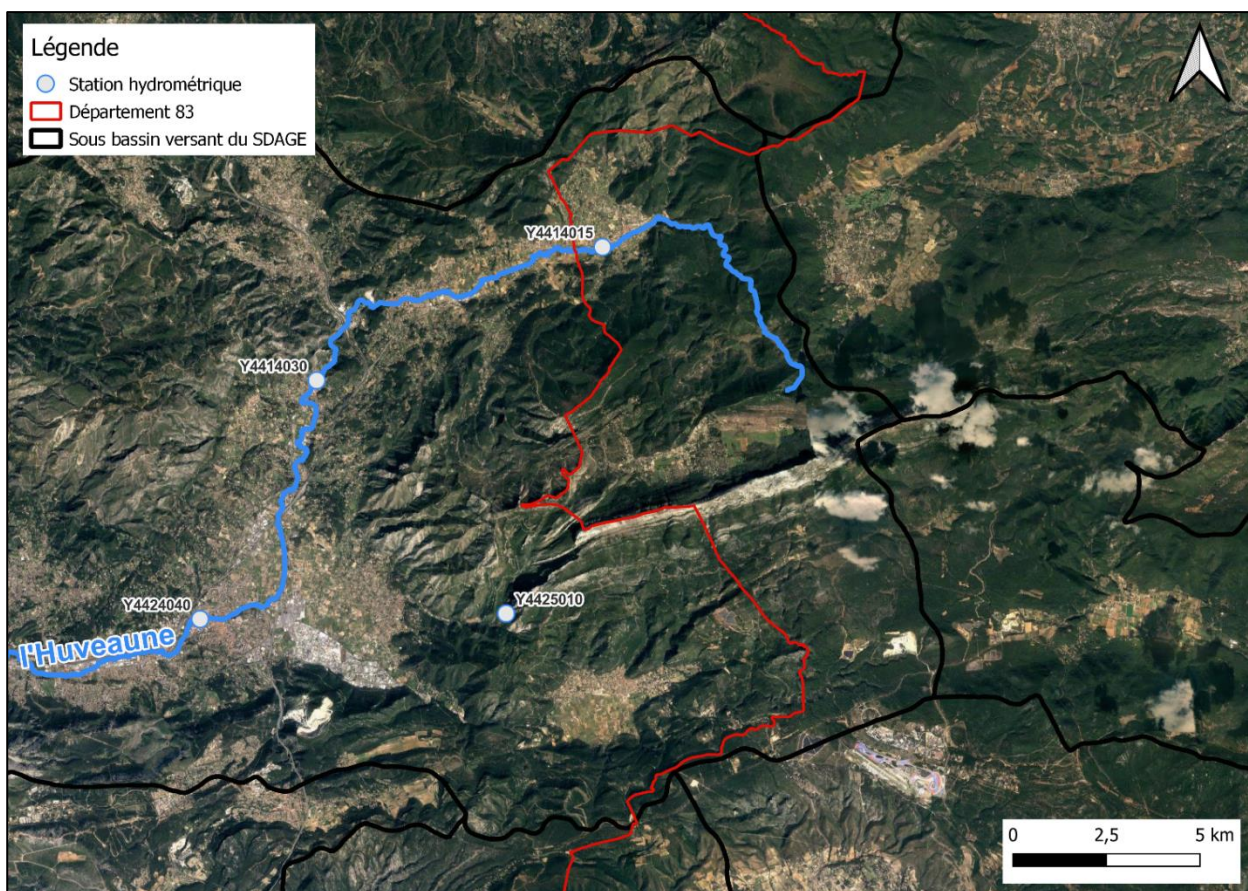 Légende
Station hydrométrique
Département 83
Sous bassin versant du SDAGE
Y4414015
Y4414030
Y4424040
Y4425010
l'Huveaune
0 2,5 5 km